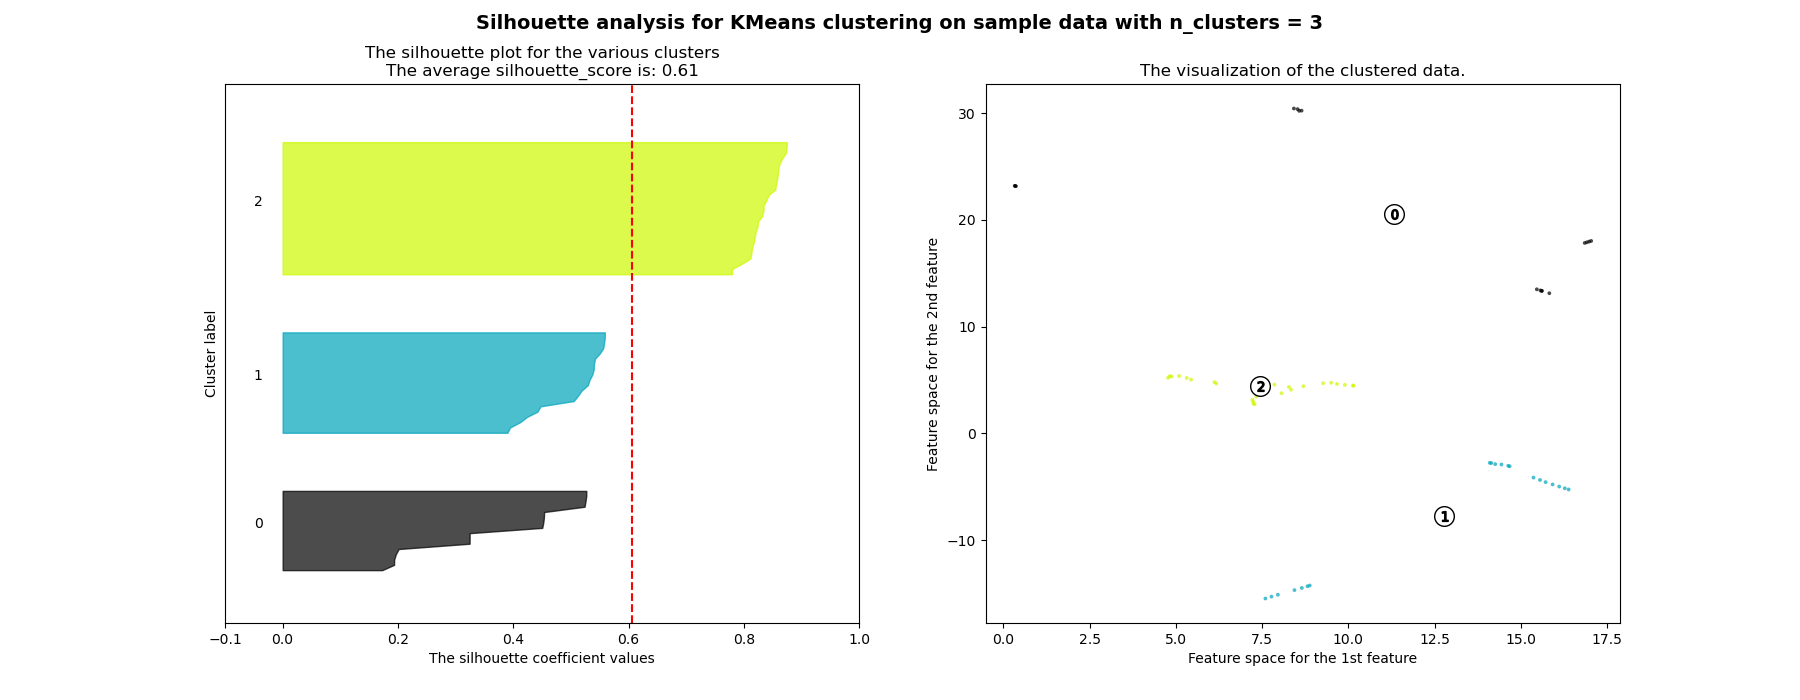 Silhouette analysis for KMeans clustering on sample data with n_clusters = 3
The silhouette plot for the various clusters
The average silhouette_score is: 0.61
Cluster label
2
1
0
−0.1 0.0 0.2 0.4 0.6 0.8 1.0
The silhouette coefficient values
The visualization of the clustered data.
Feature space for the 2nd feature
30
20
10
0
−10
0
2
1
0.0 2.5 5.0 7.5 10.0 12.5 15.0 17.5
Feature space for the 1st feature